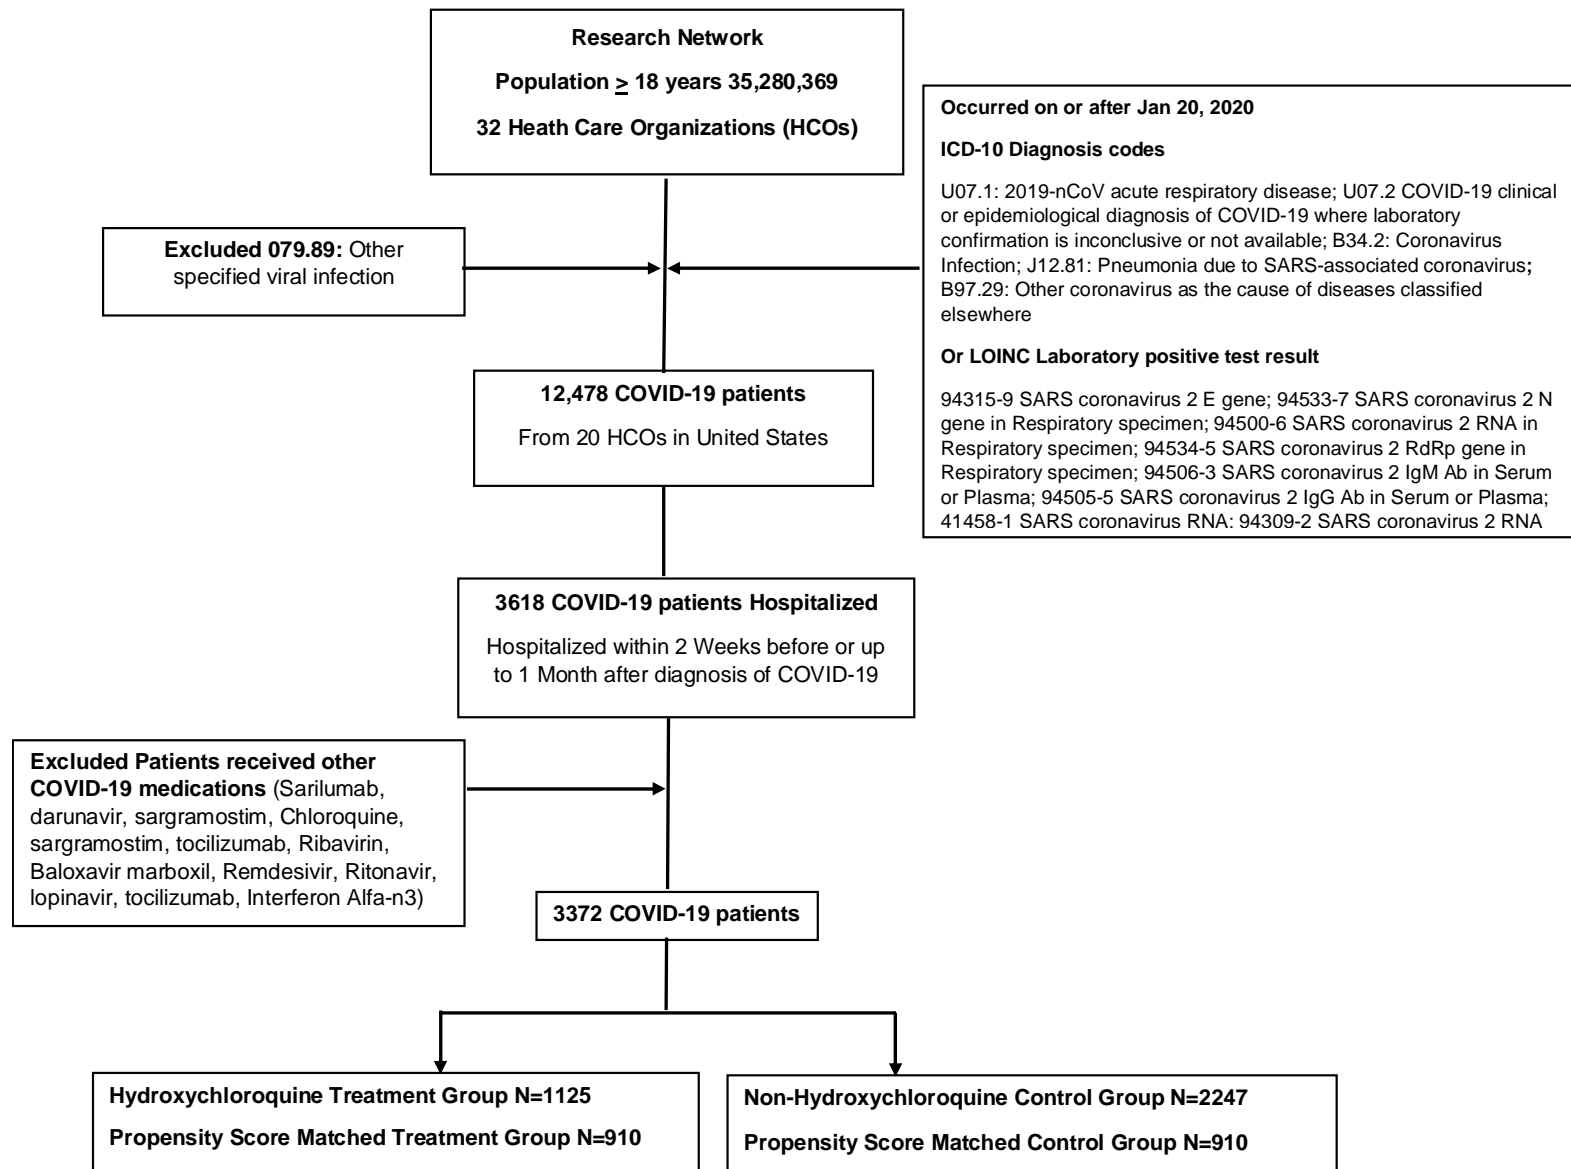 Research Network
Population ≥ 18 years 35,280,369
32 Heath Care Organizations (HCOs)
Occurred on or after Jan 20, 2020
ICD-10 Diagnosis codes
U07.1: 2019-nCoV acute respiratory disease; U07.2 COVID-19 clinical
or epidemiological diagnosis of COVID-19 where laboratory
confirmation is inconclusive or not available; B34.2: Coronavirus
Infection; J12.81: Pneumonia due to SARS-associated coronavirus;
B97.29: Other coronavirus as the cause of diseases classified
elsewhere
Or LOINC Laboratory positive test result
94315-9 SARS coronavirus 2 E gene; 94533-7 SARS coronavirus 2 N
gene in Respiratory specimen; 94500-6 SARS coronavirus 2 RNA in
Respiratory specimen; 94534-5 SARS coronavirus 2 RdRp gene in
Respiratory specimen; 94506-3 SARS coronavirus 2 IgM Ab in Serum
or Plasma; 94505-5 SARS coronavirus 2 IgG Ab in Serum or Plasma;
41458-1 SARS coronavirus RNA: 94309-2 SARS coronavirus 2 RNA
Excluded 079.89: Other
specified viral infection
12,478 COVID-19 patients
From 20 HCOs in United States
3618 COVID-19 patients Hospitalized
Hospitalized within 2 Weeks before or up
to 1 Month after diagnosis of COVID-19
Excluded Patients received other
COVID-19 medications (Sarilumab,
darunavir, sargramostim, Chloroquine,
sargramostim, tocilizumab, Ribavirin,
Baloxavir marboxil, Remdesivir, Ritonavir,
lopinavir, tocilizumab, Interferon Alfa-n3)
3372 COVID-19 patients
Hydroxychloroquine Treatment Group N=1125
Propensity Score Matched Treatment Group N=910
Non-Hydroxychloroquine Control Group N=2247
Propensity Score Matched Control Group N=910